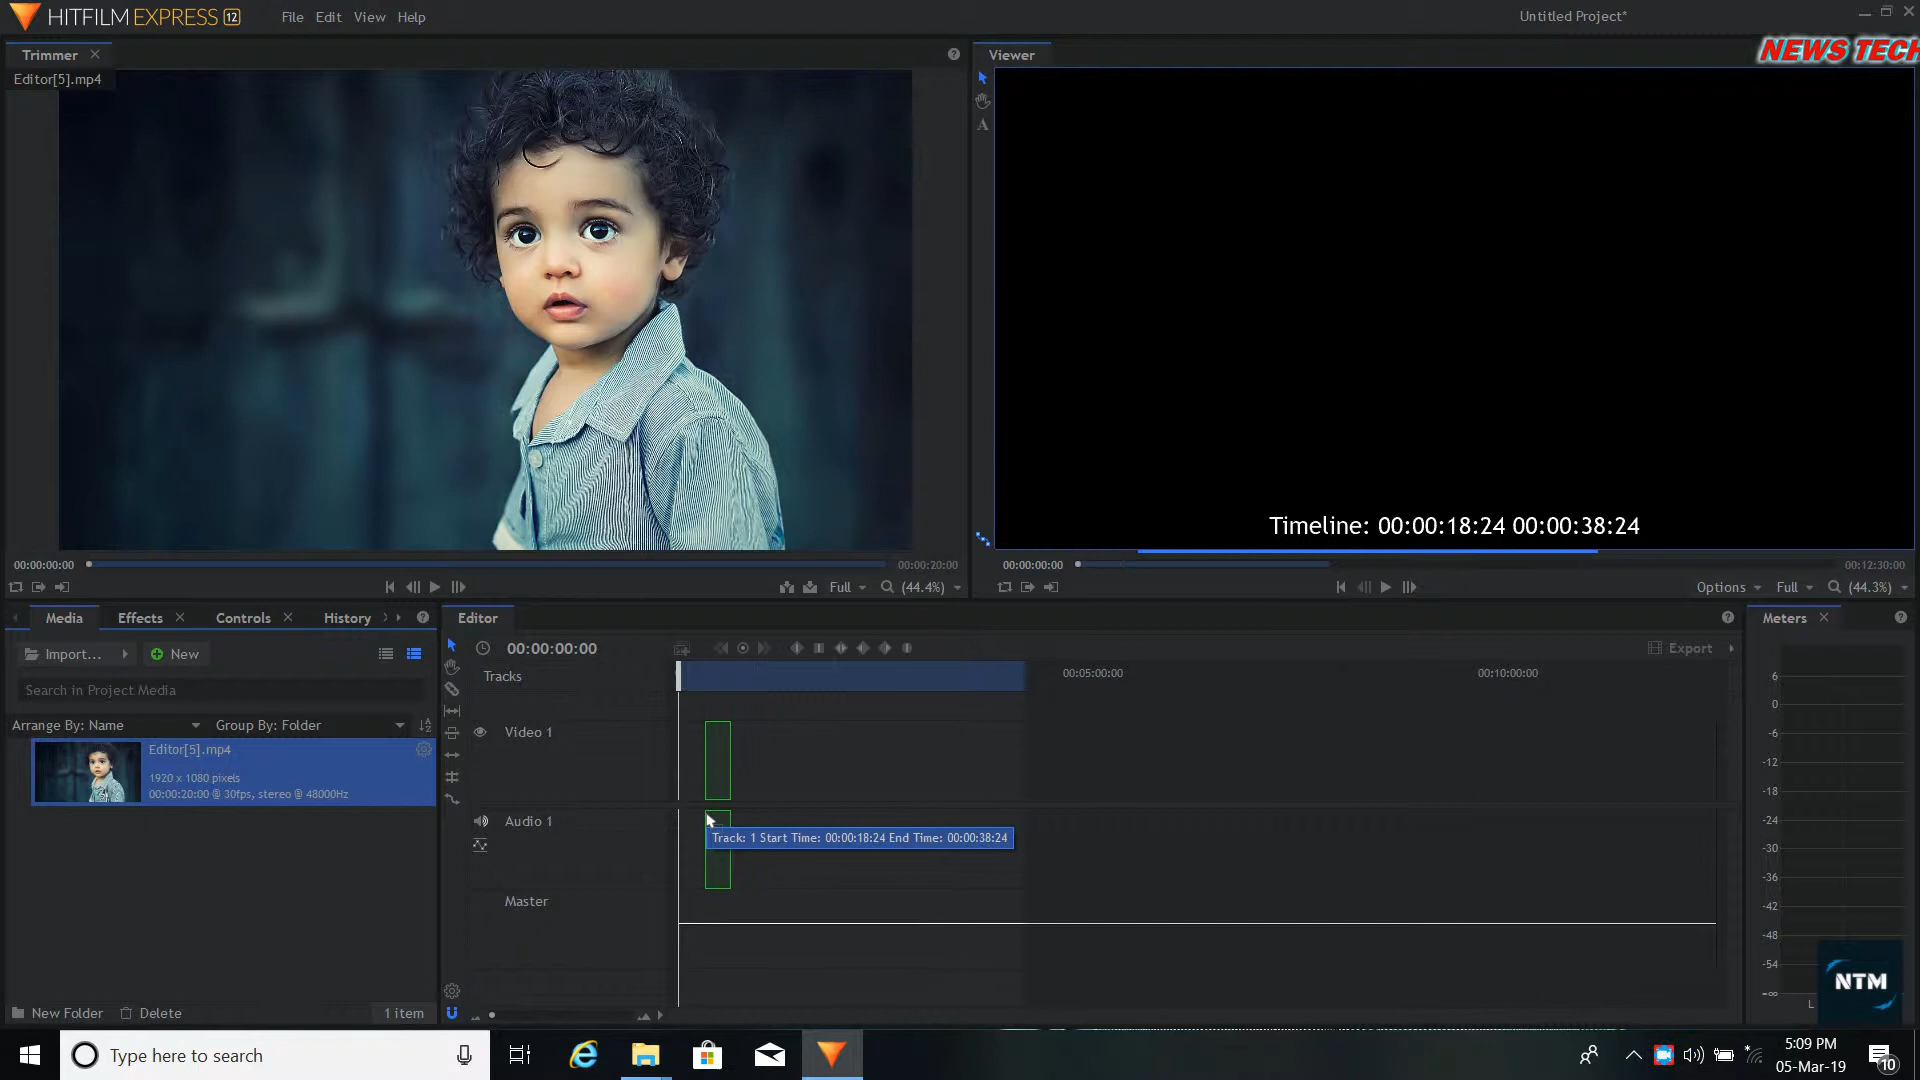 HITFILM EXPRESS 12
File Edit View Help
Untitled Project*
NEWS TECH
Trimmer
Editor[5].mp4
Viewer
A
Timeline: 00:00:18:24 00:00:38:24
00:00:00:00
00:00:20:00
Full
(44.4%)
00:00:00:00
00:12:30:00
Options
Full
(44.3%)
Media
Effects
Controls
History
Import...
New
Search in Project Media
Arrange By: Name
Group By: Folder
Editor[5].mp4
1920 x 1080 pixels
00:00:20:00 @ 30fps, stereo @ 48000Hz
New Folder
Delete
1 item
Editor
00:00:00:00
Export
Tracks
00:05:00:00
00:10:00:00
Video 1
Audio 1
Track: 1 Start Time: 00:00:18:24 End Time: 00:00:38:24
Master
Meters
6
0
-6
-12
-18
-24
-30
-36
-42
-48
-54
-∞
L
NTM
Type here to search
5:09 PM
05-Mar-19
10